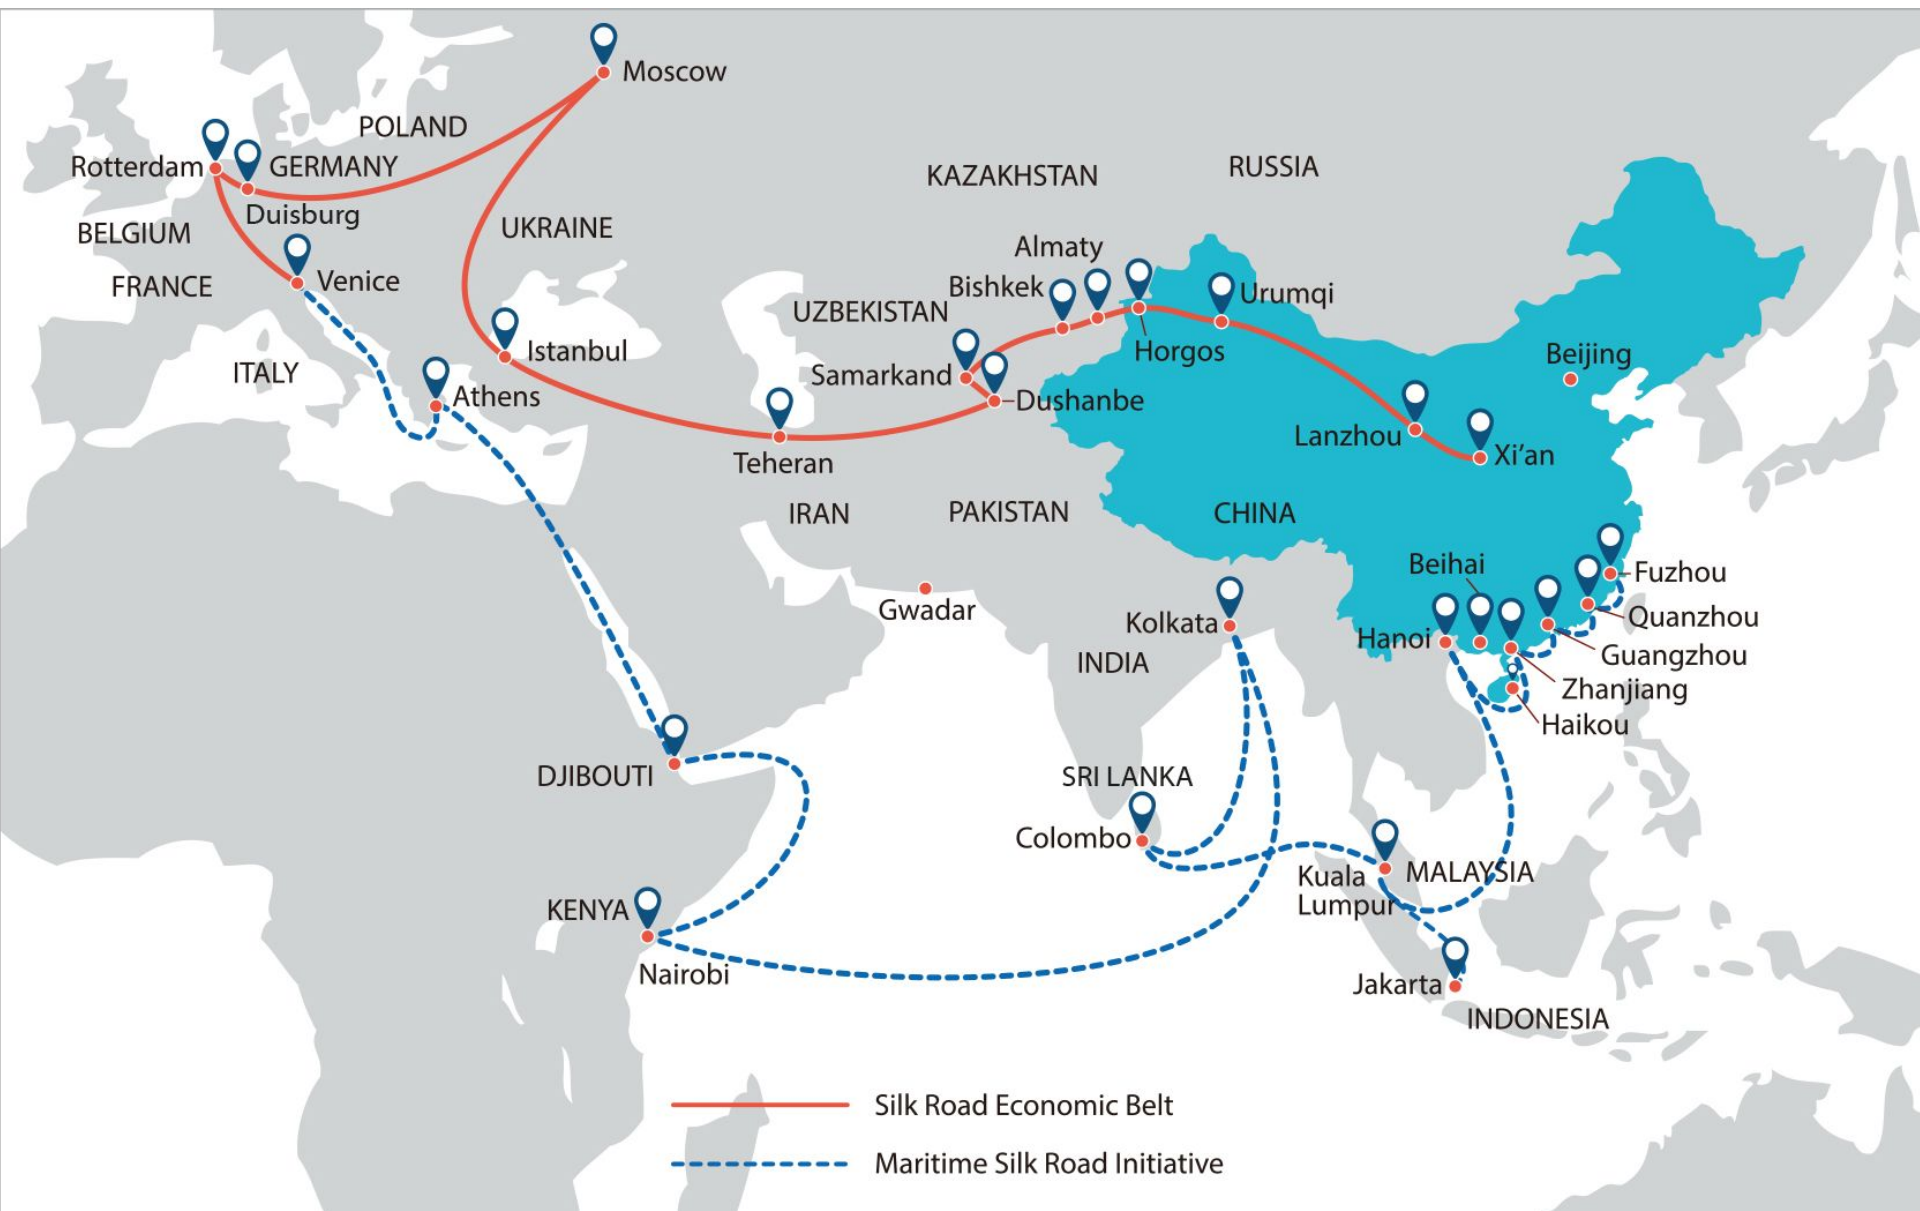 Moscow
POLAND
Rotterdam
GERMANY
Duisburg
BELGIUM
FRANCE
Venice
UKRAINE
ITALY
Istanbul
Athens
KAZAKHSTAN
RUSSIA
Almaty
Bishkek
UZBEKISTAN
Urumqi
Horgos
Samarkand
Dushanbe
Beijing
Lanzhou
Xi'an
Teheran
IRAN
PAKISTAN
CHINA
Beihai
Fuzhou
Gwadar
Kolkata
Hanoi
Quanzhou
INDIA
Guangzhou
Zhanjiang
Haikou
DJIBOUTI
SRI LANKA
Colombo
Kuala
Lumpur
MALAYSIA
KENYA
Nairobi
Jakarta
INDONESIA
Silk Road Economic Belt
Maritime Silk Road Initiative